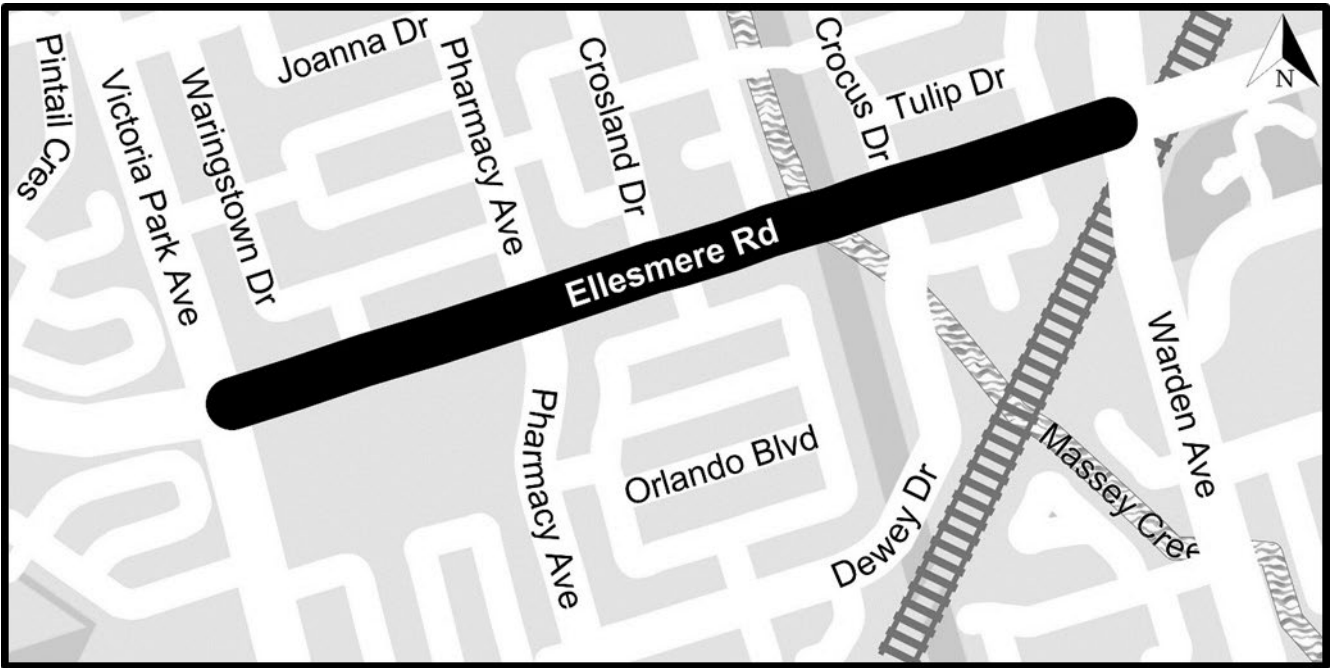 Pintail Cres
Victoria Park Ave
Waringstown Dr
Joanna Dr
Pharmacy Ave
Crosland Dr
Crocus Dr
Tulip Dr
N
Ellesmere Rd
Pharmacy Ave
Orlando Blvd
Dewey Dr
Massey Cres
Warden Ave